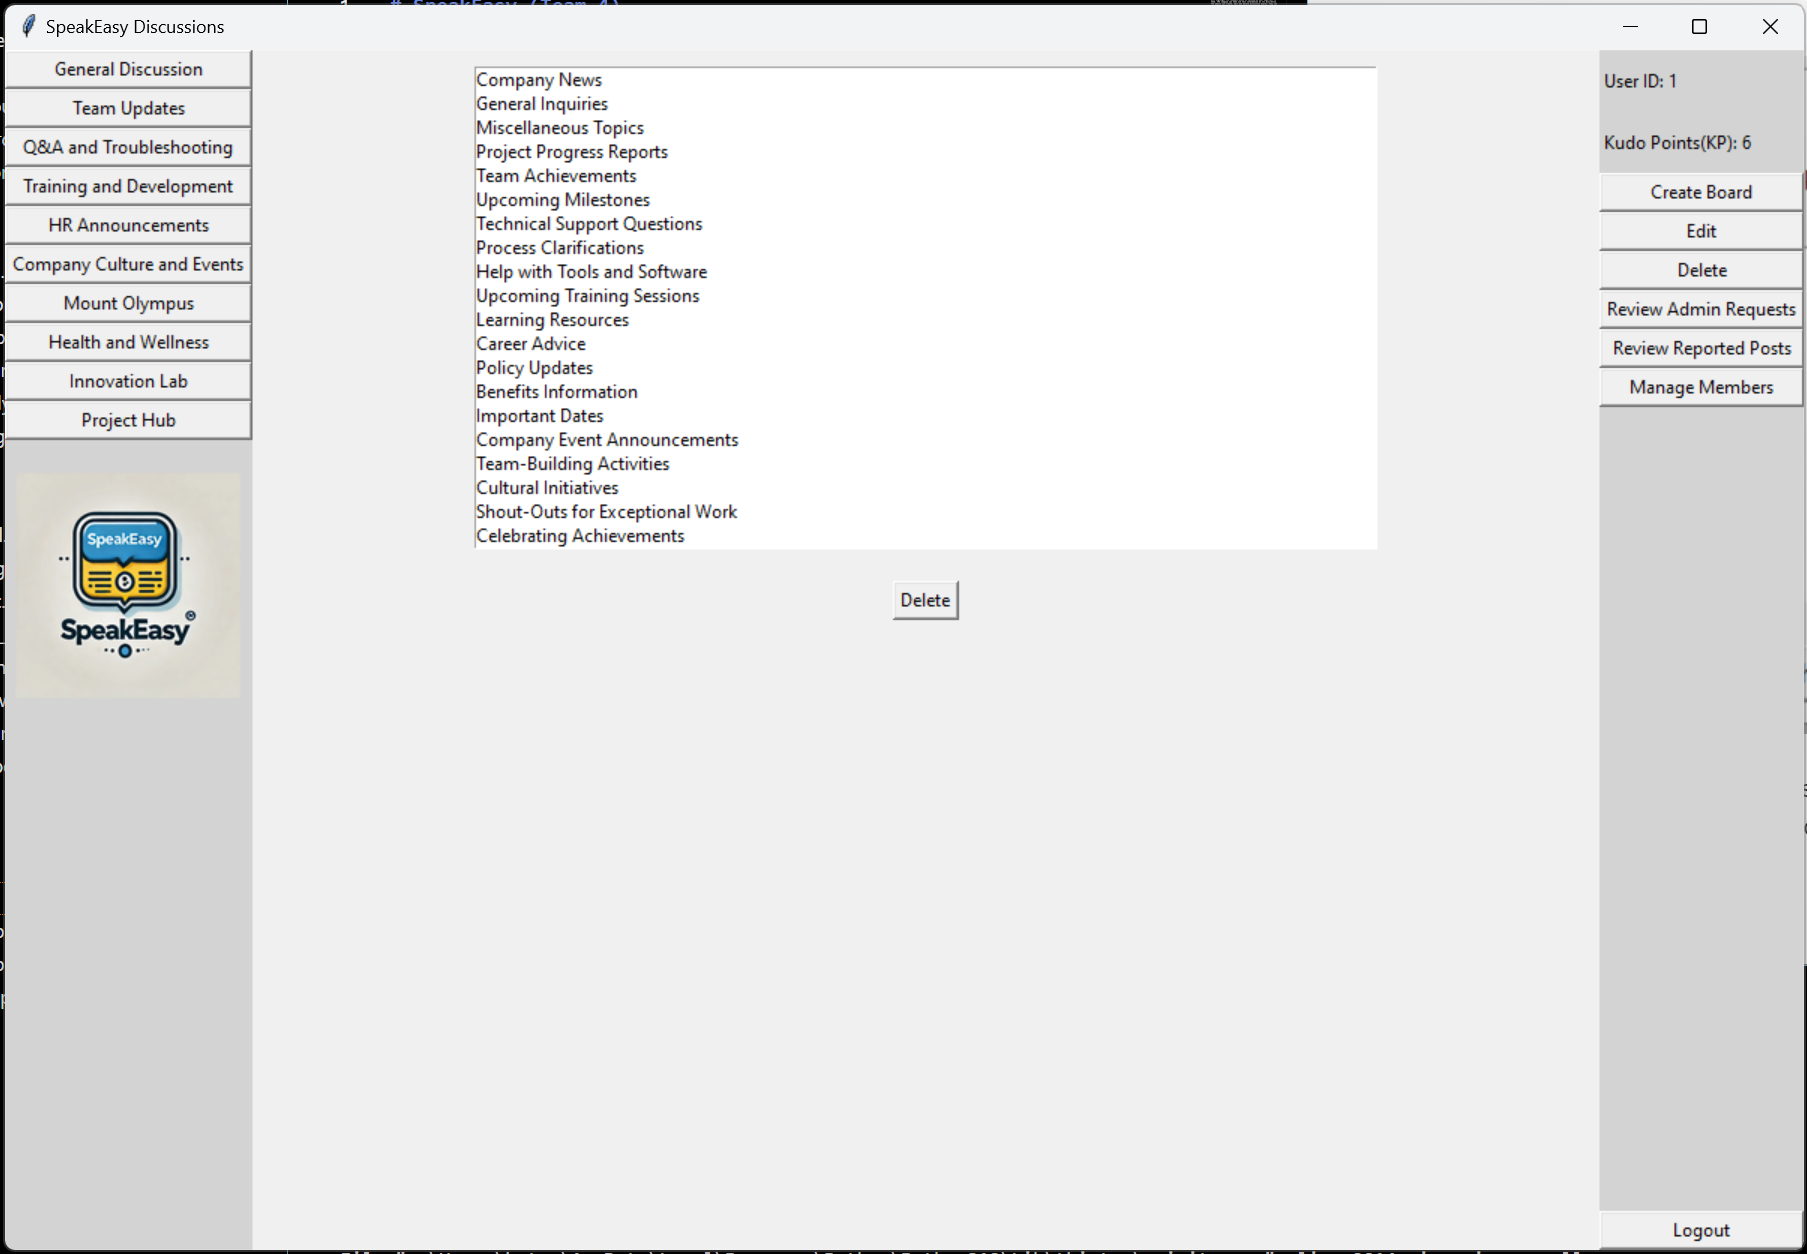 # SpeakEasy (Team 4)
SpeakEasy Discussions
General Discussion
Team Updates
Q&A and Troubleshooting
Training and Development
HR Announcements
Company Culture and Events
Mount Olympus
Health and Wellness
Innovation Lab
Project Hub
SpeakEasy
SpeakEasy
Company News
General Inquiries
Miscellaneous Topics
Project Progress Reports
Team Achievements
Upcoming Milestones
Technical Support Questions
Process Clarifications
Help with Tools and Software
Upcoming Training Sessions
Learning Resources
Career Advice
Policy Updates
Benefits Information
Important Dates
Company Event Announcements
Team-Building Activities
Cultural Initiatives
Shout-Outs for Exceptional Work
Celebrating Achievements
Delete
User ID: 1
Kudo Points(KP): 6
Create Board
Edit
Delete
Review Admin Requests
Review Reported Posts
Manage Members
Logout